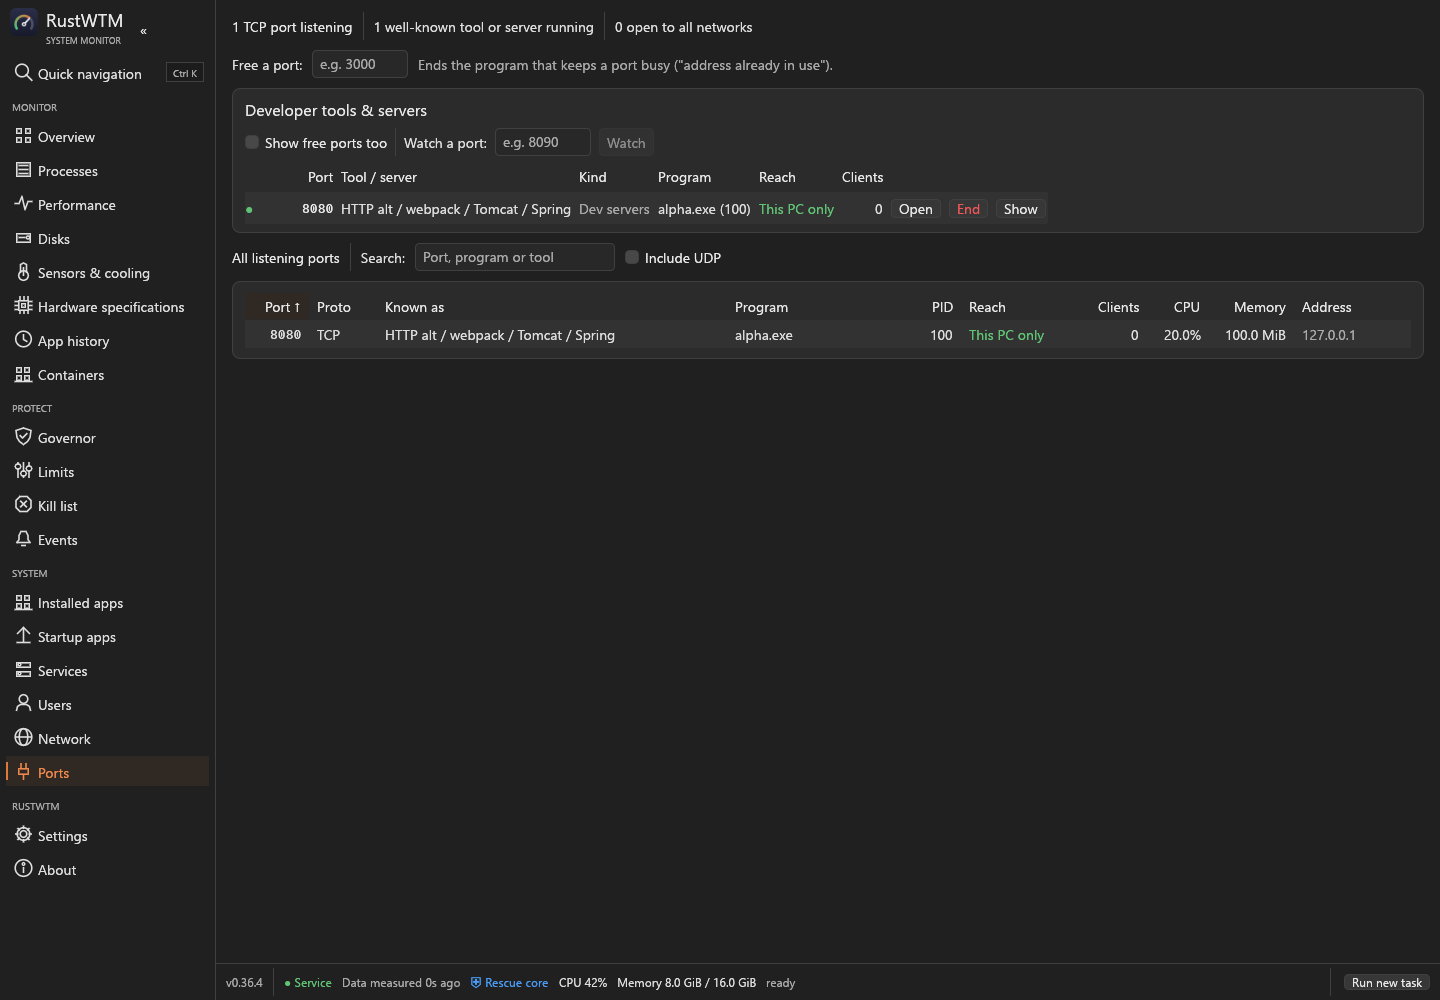 RustWTM
SYSTEM MONITOR
«
Quick navigation
Ctrl K
MONITOR
Overview
Processes
Performance
Disks
Sensors & cooling
Hardware specifications
App history
Containers
PROTECT
Governor
Limits
Kill list
Events
SYSTEM
Installed apps
Startup apps
Services
Users
Network
Ports
RUSTWTM
Settings
About
1 TCP port listening
1 well-known tool or server running
0 open to all networks
Free a port: e.g. 3000 Ends the program that keeps a port busy ("address already in use").
Developer tools & servers
Show free ports too
Watch a port: e.g. 8090 Watch
Port Tool / server Kind Program Reach Clients
8080 HTTP alt / webpack / Tomcat / Spring Dev servers alpha.exe (100) This PC only 0 Open End Show
All listening ports
Search: Port, program or tool
Include UDP
Port ↑ Proto Known as Program PID Reach Clients CPU Memory Address
8080 TCP HTTP alt / webpack / Tomcat / Spring alpha.exe 100 This PC only 0 20.0% 100.0 MiB 127.0.0.1
v0.36.4 Service Data measured 0s ago Rescue core CPU 42% Memory 8.0 GiB / 16.0 GiB ready Run new task